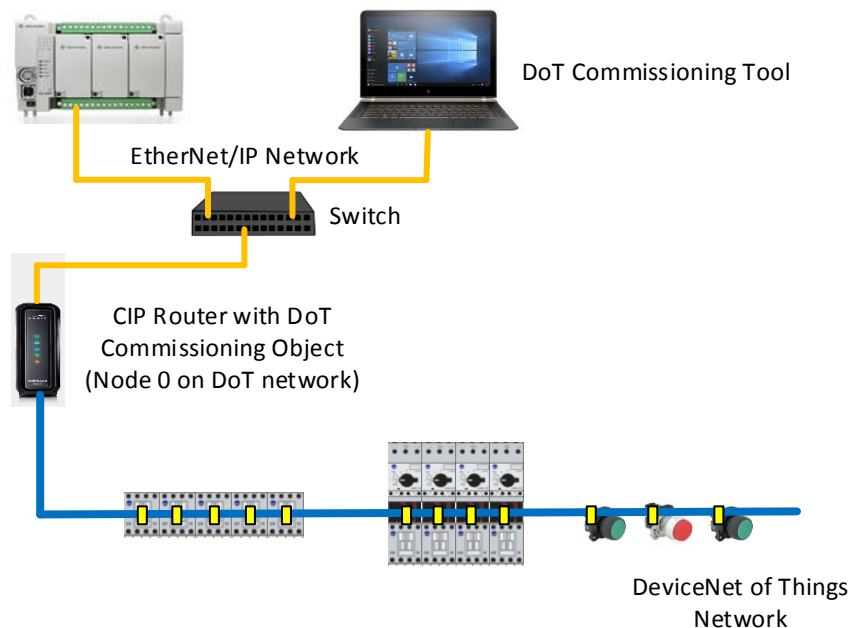 DoT Commissioning Tool
EtherNet/IP Network
Switch
CIP Router with DoT
Commissioning Object
(Node 0 on DoT network)
DeviceNet of Things
Network